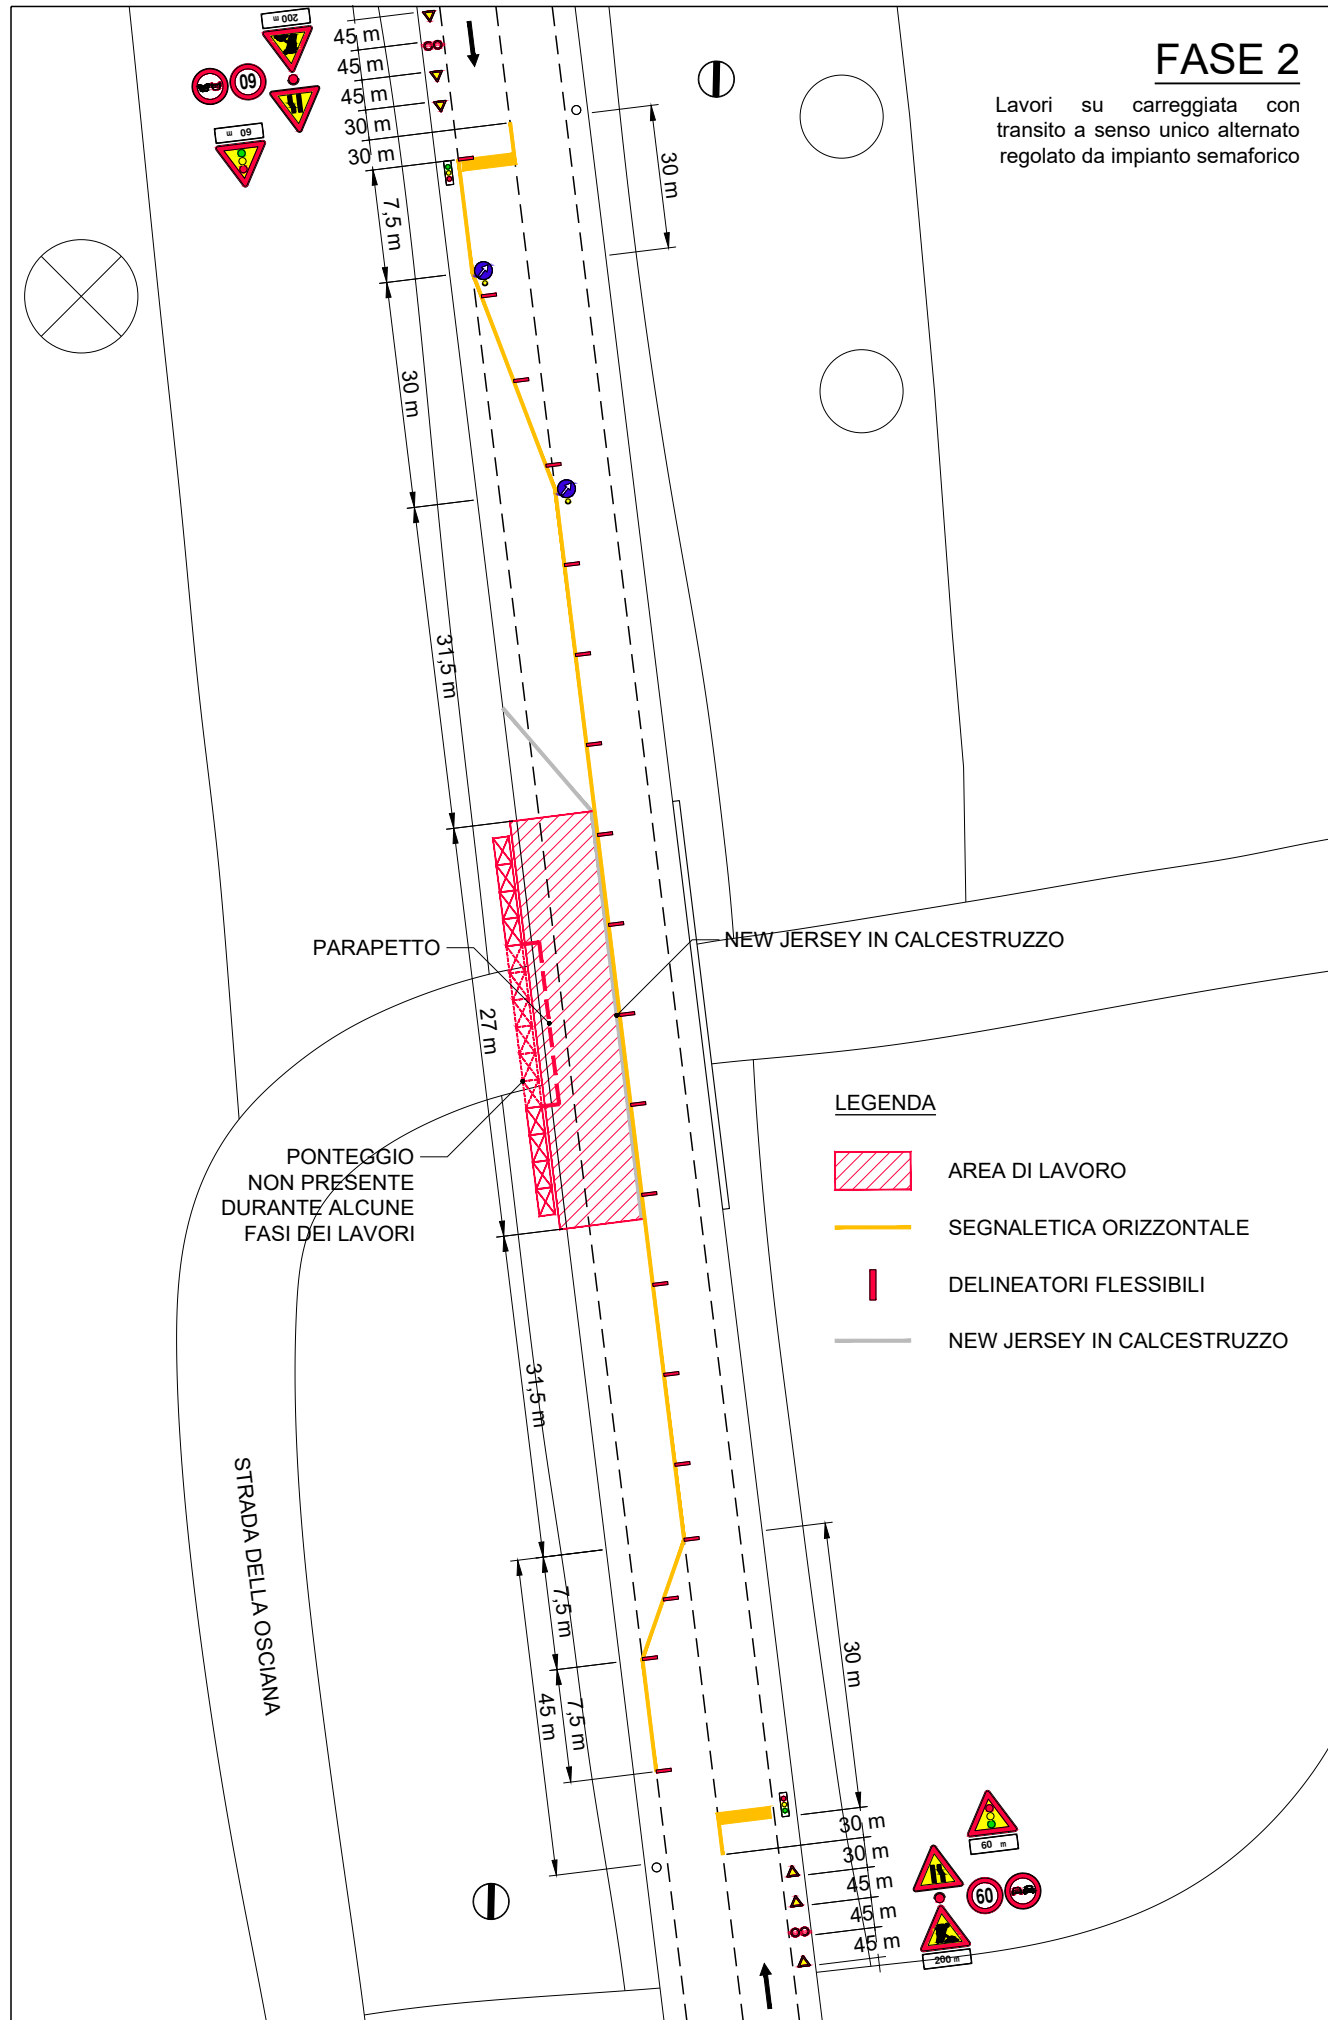 FASE 2
Lavori su carreggiata con
transito a senso unico alternato
regolato da impianto semaforico
200 m
60
60 m
45 m
45 m
45 m
30 m
30 m
7,5 m
30 m
30 m
31,5 m
PARAPETTO
NEW JERSEY IN CALCESTRUZZO
27 m
PONTEGGIO
NON PRESENTE
DURANTE ALCUNE
FASI DEI LAVORI
LEGENDA
AREA DI LAVORO
SEGNALETICA ORIZZONTALE
DELINEATORI FLESSIBILI
NEW JERSEY IN CALCESTRUZZO
31,5 m
STRADA DELLA OSCIANA
7,5 m
45 m
7,5 m
30 m
30 m
30 m
45 m
45 m
45 m
60 m
60
200 m